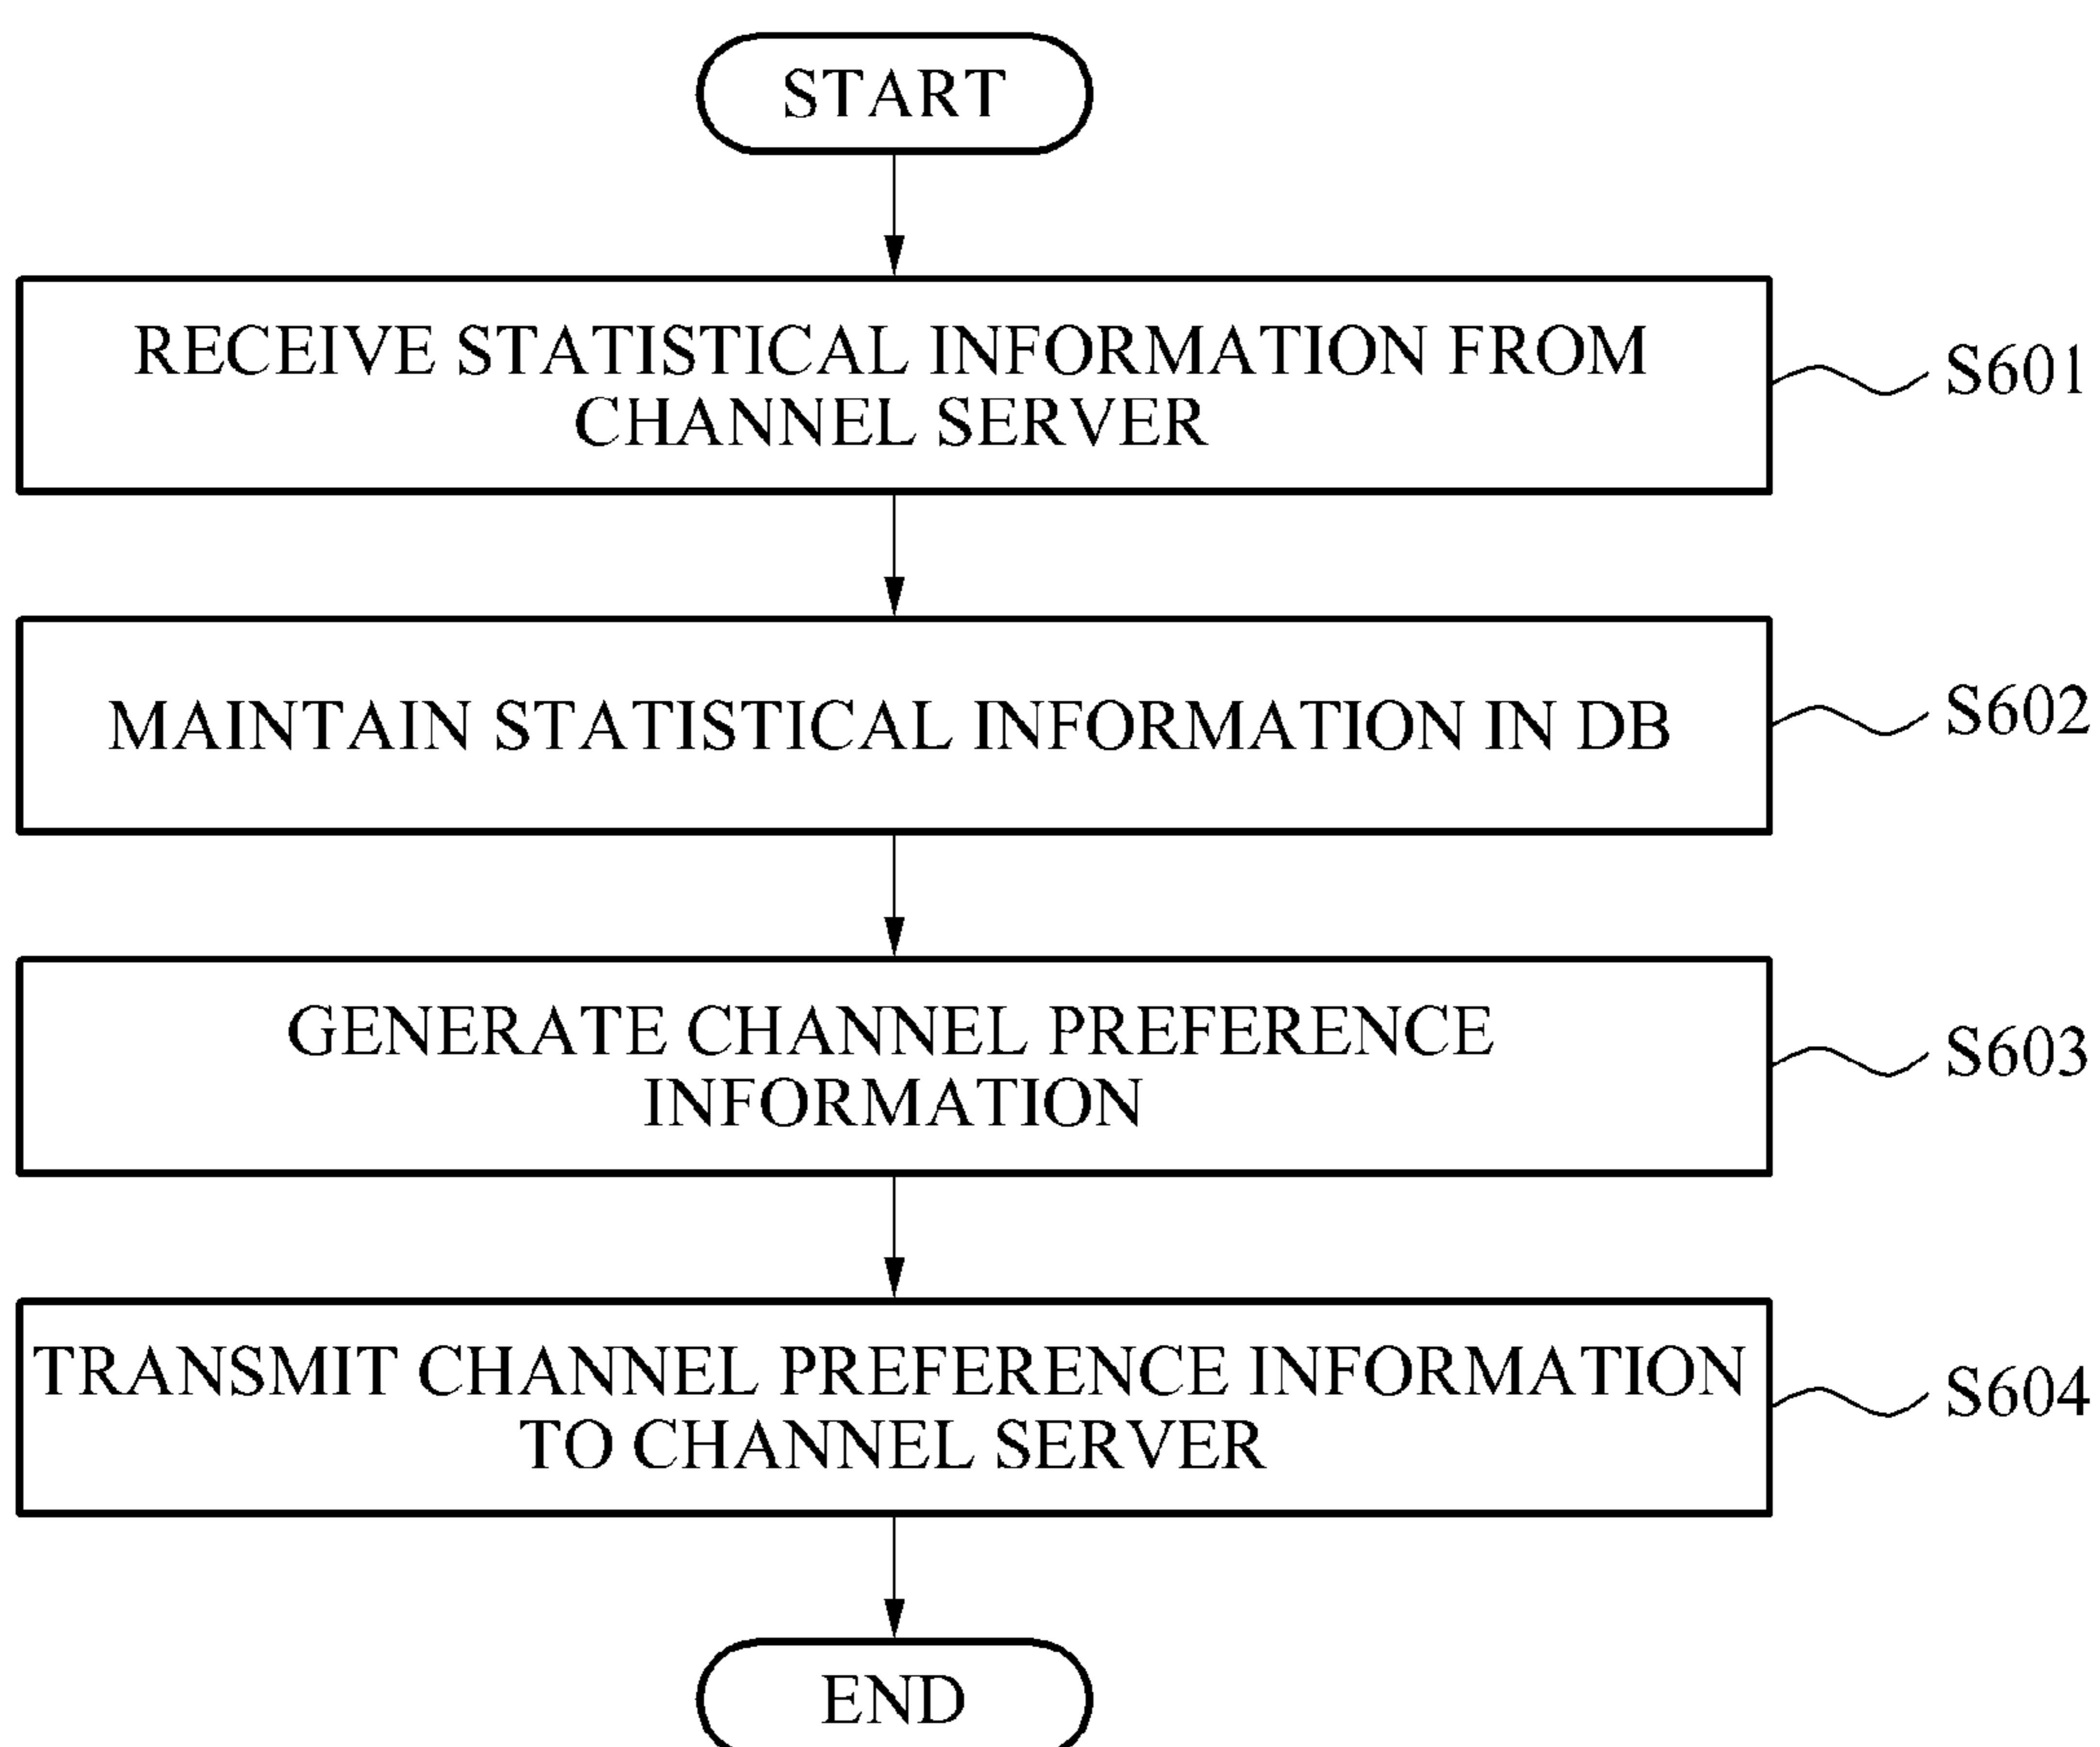 START
RECEIVE STATISTICAL INFORMATION FROM
CHANNEL SERVER
S601
MAINTAIN STATISTICAL INFORMATION IN DB
S602
GENERATE CHANNEL PREFERENCE
INFORMATION
S603
TRANSMIT CHANNEL PREFERENCE INFORMATION
TO CHANNEL SERVER
S604
END